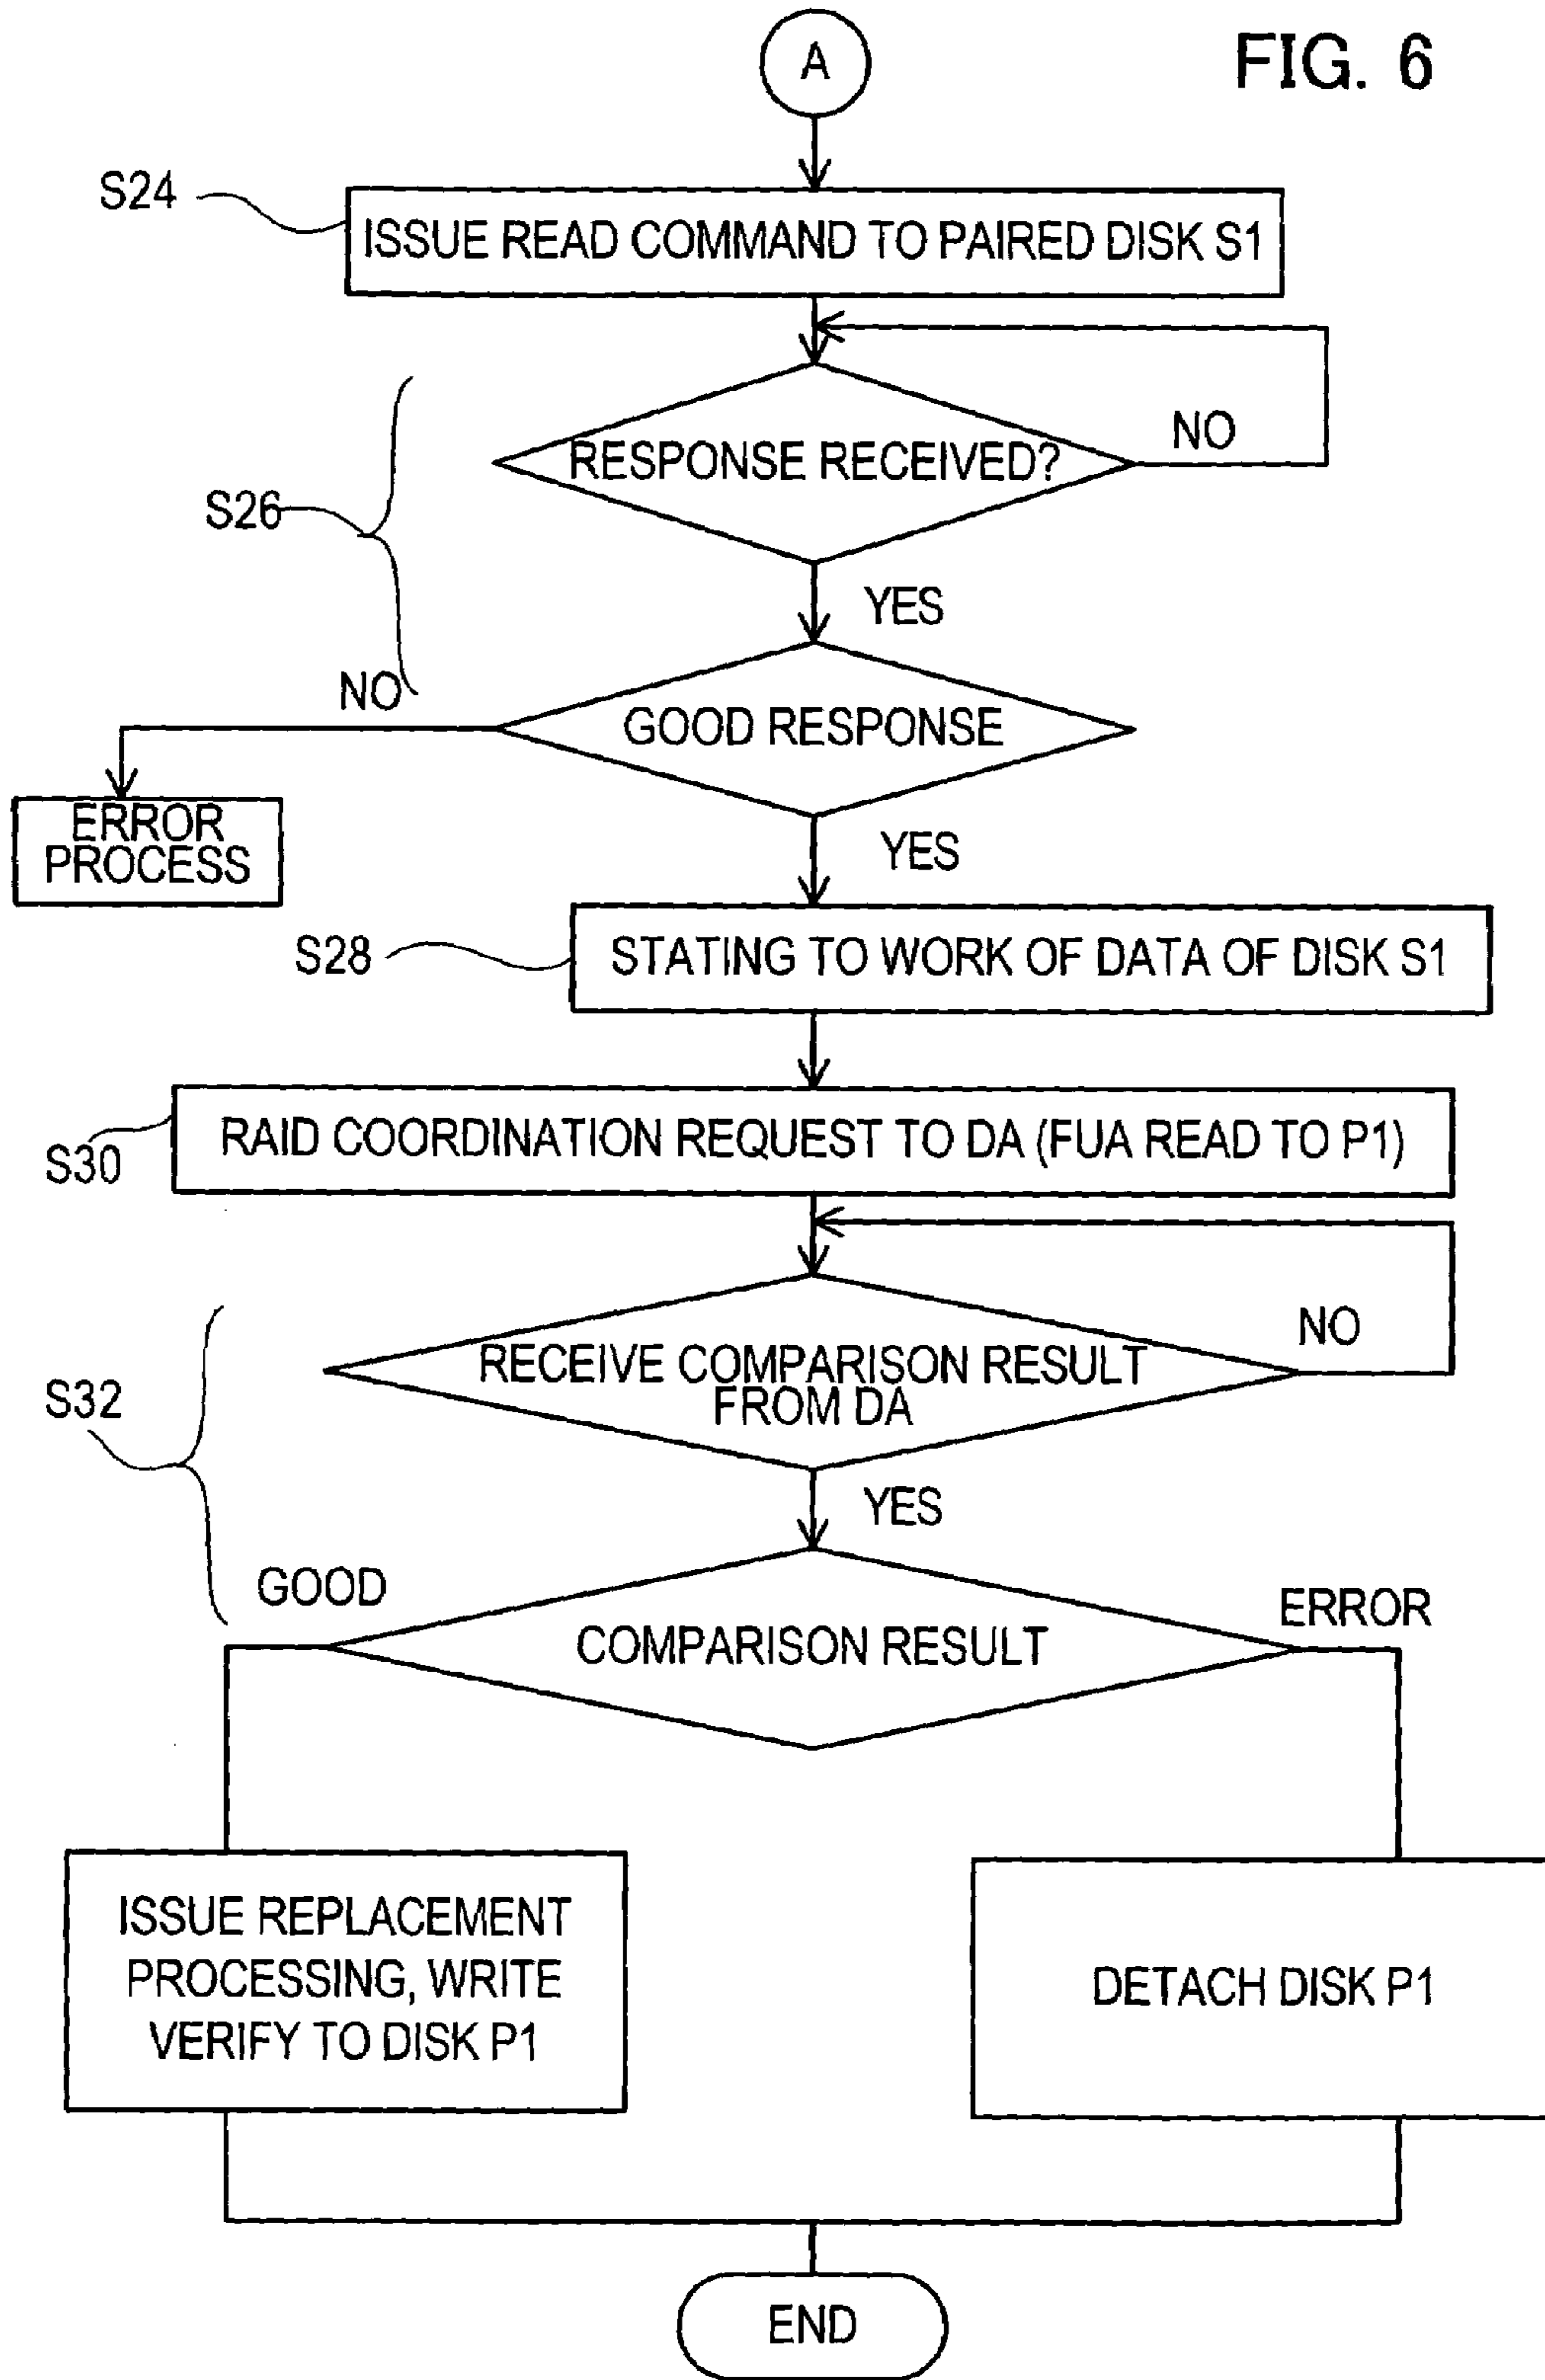 A
FIG. 6
S24
ISSUE READ COMMAND TO PAIRED DISK S1
RESPONSE RECEIVED?
NO
S26
YES
NO
GOOD RESPONSE
ERROR
PROCESS
YES
S28
STATING TO WORK OF DATA OF DISK S1
S30
RAID COORDINATION REQUEST TO DA (FUA READ TO P1)
NO
RECEIVE COMPARISON RESULT
FROM DA
S32
YES
GOOD
ERROR
COMPARISON RESULT
ISSUE REPLACEMENT
PROCESSING, WRITE
VERIFY TO DISK P1
DETACH DISK P1
END